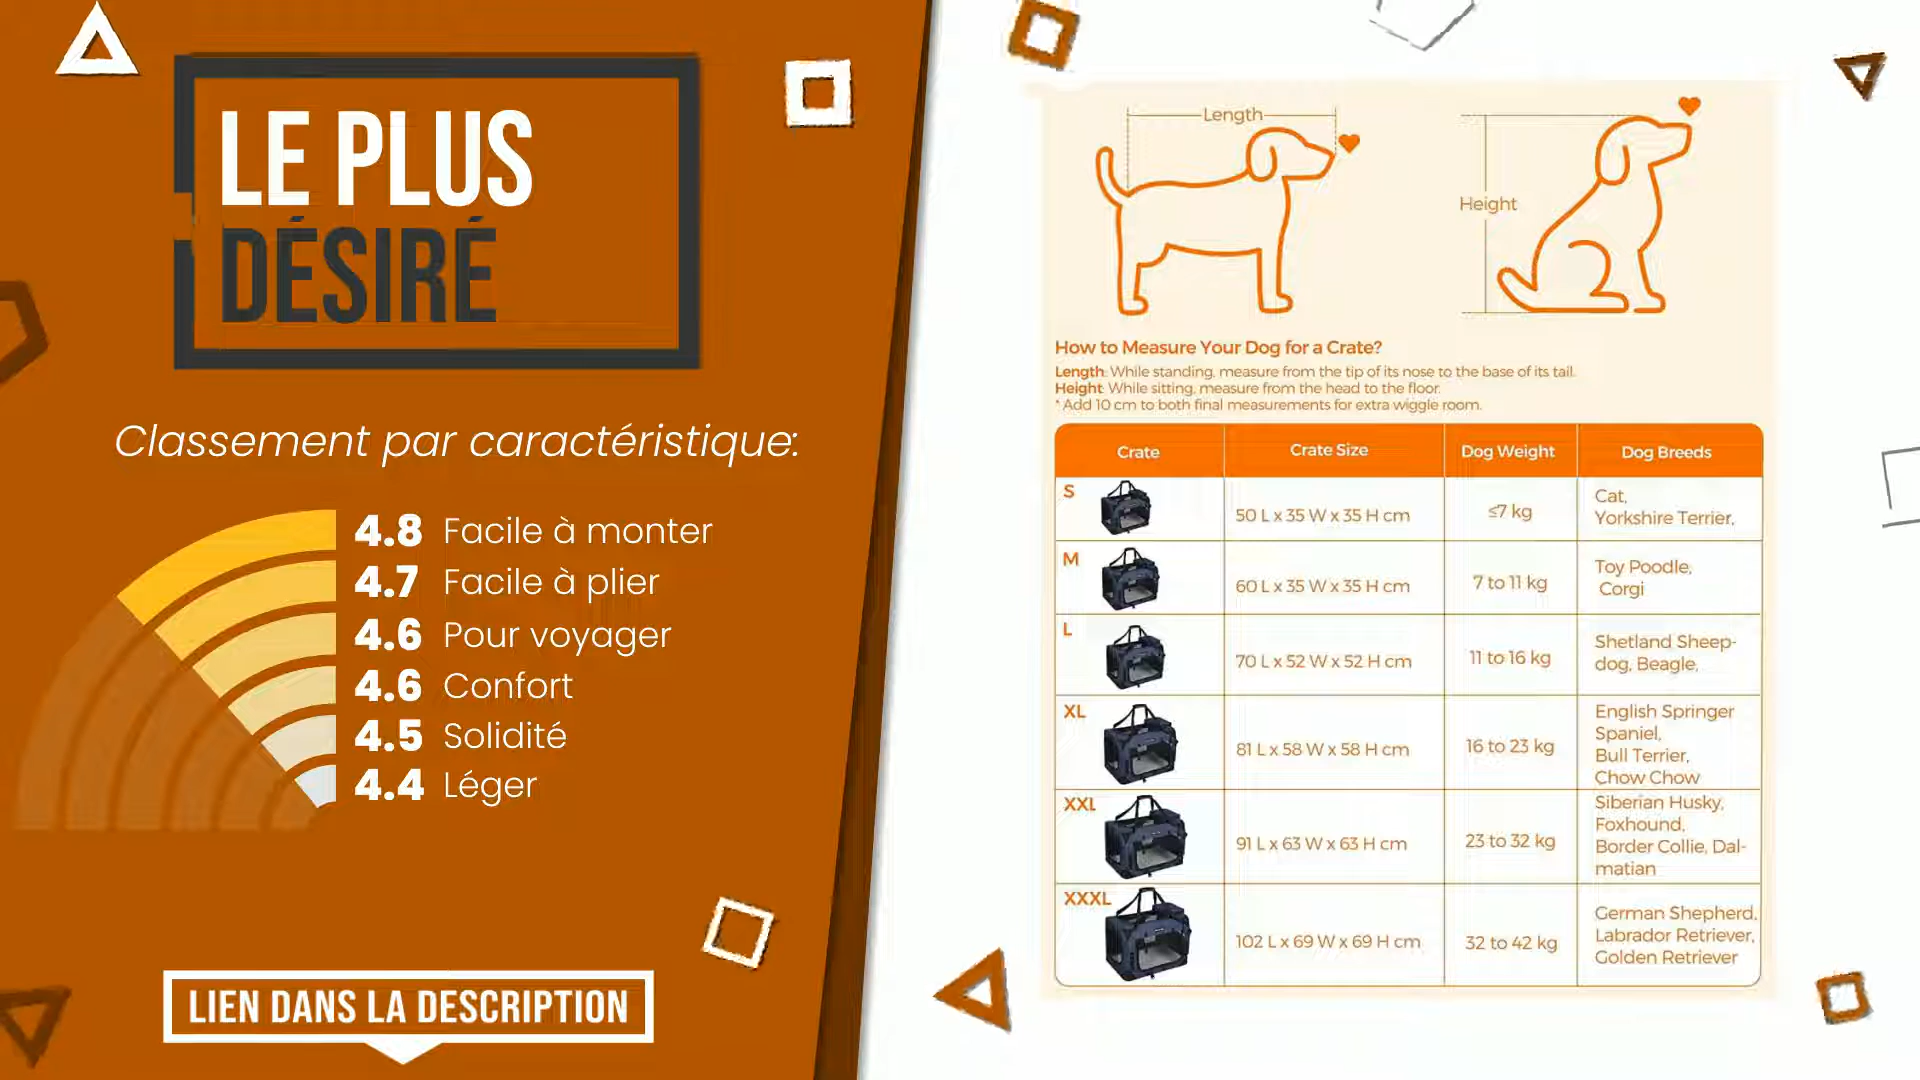 LE PLUS
DÉSIRÉ
Classement par caractéristique:
4.8 Facile à monter
4.7 Facile à plier
4.6 Pour voyager
4.6 Confort
4.5 Solidité
4.4 Léger
LIEN DANS LA DESCRIPTION
Length
Height
How to Measure Your Dog for a Crate?
Length: While standing, measure from the tip of its nose to the base of its tail.
Height: While sitting, measure from the head to the floor.
* Add 10 cm to both final measurements for extra wiggle room.
Crate Crate Size Dog Weight Dog Breeds
S 50 L x 35 W x 35 H cm ≤7 kg Cat,
Yorkshire Terrier,
M 60 L x 35 W x 35 H cm 7 to 11 kg Toy Poodle,
Corgi
L 70 L x 52 W x 52 H cm 11 to 16 kg Shetland Sheep-
dog, Beagle,
XL 81 L x 58 W x 58 H cm 16 to 23 kg English Springer
Spaniel,
Bull Terrier,
Chow Chow
XXL 91 L x 63 W x 63 H cm 23 to 32 kg Siberian Husky,
Foxhound,
Border Collie, Dal-
matian
XXXL 102 L x 69 W x 69 H cm 32 to 42 kg German Shepherd,
Labrador Retriever,
Golden Retriever